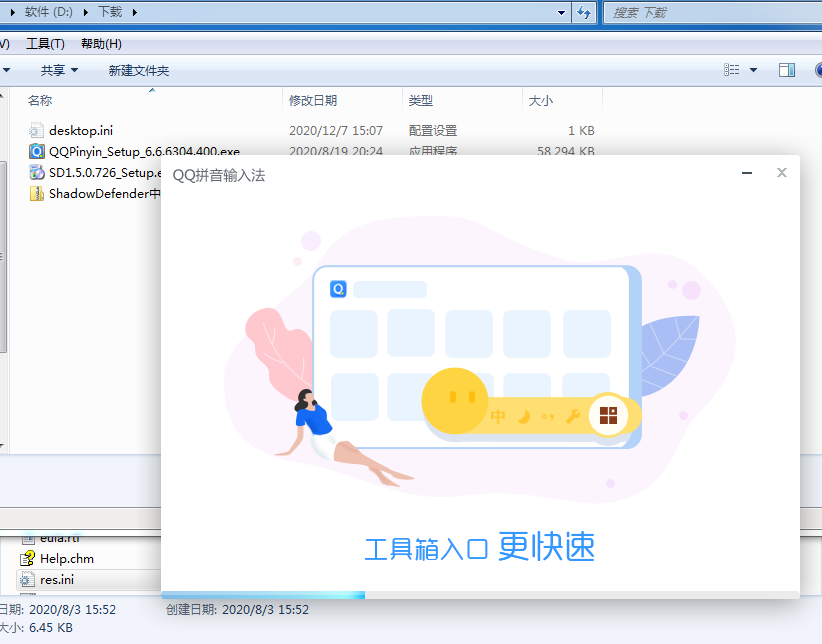 软件 (D:) 下载 搜索 下载
V) 工具(T) 帮助(H)
共享 新建文件夹
名称 修改日期 类型 大小
desktop.ini 2020/12/7 15:07 配置设置 1 KB
QQPinyin_Setup_6.6.6304.400.exe 2020/8/19 20:24 应用程序 58,294 KB
SD1.5.0.726_Setup.e
ShadowDefender中
QQ拼音输入法
Q
中
工具箱入口 更快速
eula.rtf
Help.chm
res.ini
日期: 2020/8/3 15:52 创建日期: 2020/8/3 15:52
大小: 6.45 KB